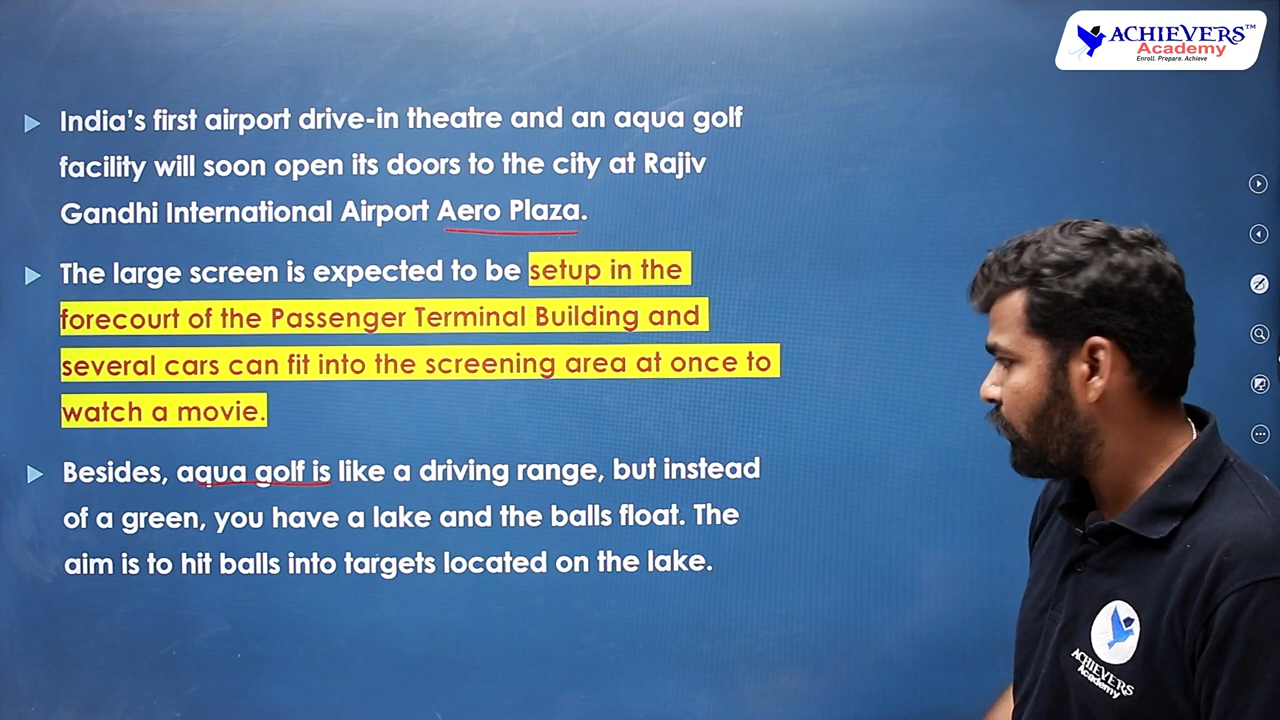 ACHIEVERS™
Academy
Enroll. Prepare. Achieve
India's first airport drive-in theatre and an aqua golf
facility will soon open its doors to the city at Rajiv
Gandhi International Airport Aero Plaza.
The large screen is expected to be setup in the
forecourt of the Passenger Terminal Building and
several cars can fit into the screening area at once to
watch a movie.
Besides, aqua golf is like a driving range, but instead
of a green, you have a lake and the balls float. The
aim is to hit balls into targets located on the lake.
ACHIEVERS
Academy